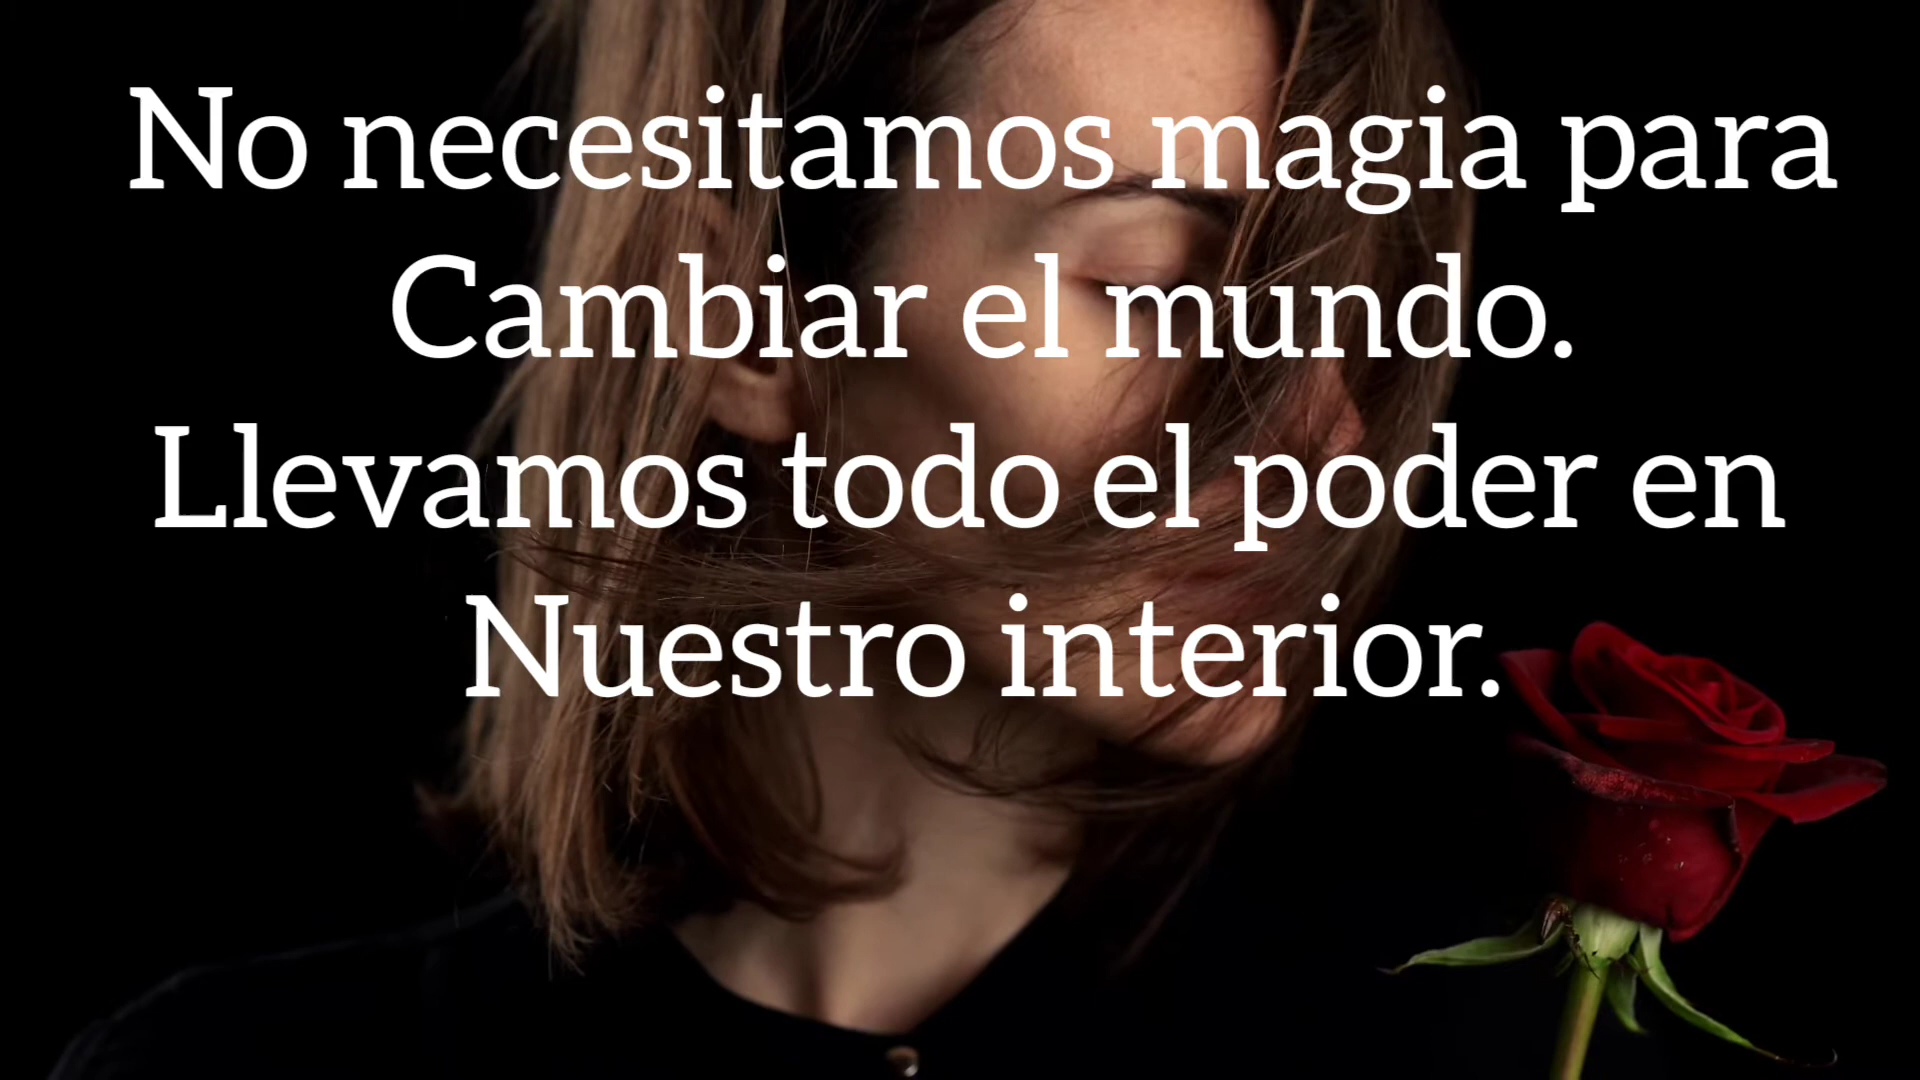 No necesitamos magia para
Cambiar el mundo.
Llevamos todo el poder en
Nuestro interior.